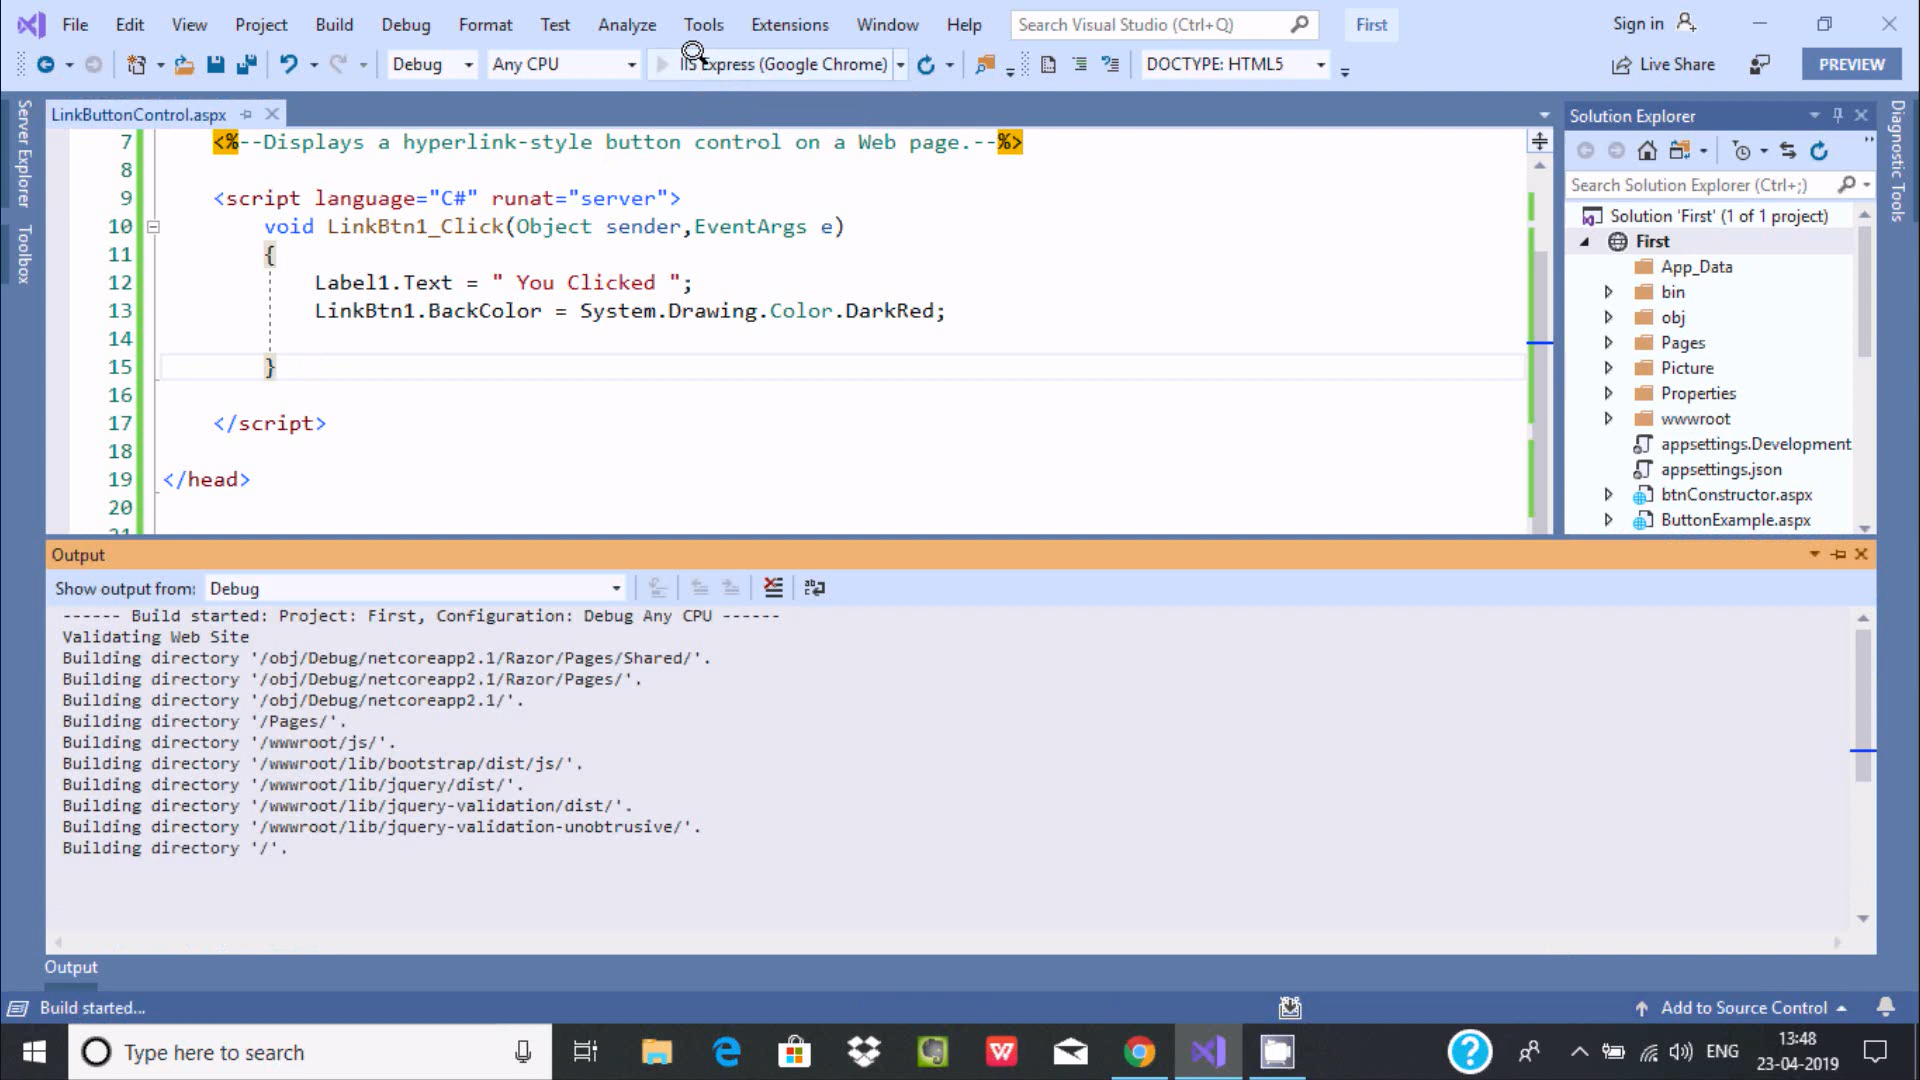 File Edit View Project Build Debug Format Test Analyze Tools Extensions Window Help Search Visual Studio (Ctrl+Q) First Sign in
Debug Any CPU IIS Express (Google Chrome) DOCTYPE: HTML5 Live Share PREVIEW
Server Explorer
Toolbox
LinkButtonControl.aspx
7 <%--Displays a hyperlink-style button control on a Web page.--%>
8
9 <script language="C#" runat="server">
10 void LinkBtn1_Click(Object sender,EventArgs e)
11 {
12 Label1.Text = " You Clicked ";
13 LinkBtn1.BackColor = System.Drawing.Color.DarkRed;
14
15 }
16
17 </script>
18
19 </head>
20
21
Solution Explorer
Search Solution Explorer (Ctrl+;)
Solution 'First' (1 of 1 project)
First
App_Data
bin
obj
Pages
Picture
Properties
wwwroot
appsettings.Development
appsettings.json
btnConstructor.aspx
ButtonExample.aspx
Diagnostic Tools
Output
Show output from: Debug
------ Build started: Project: First, Configuration: Debug Any CPU ------
Validating Web Site
Building directory '/obj/Debug/netcoreapp2.1/Razor/Pages/Shared/'.
Building directory '/obj/Debug/netcoreapp2.1/Razor/Pages/'.
Building directory '/obj/Debug/netcoreapp2.1/'.
Building directory '/Pages/'.
Building directory '/wwwroot/js/'.
Building directory '/wwwroot/lib/bootstrap/dist/js/'.
Building directory '/wwwroot/lib/jquery/dist/'.
Building directory '/wwwroot/lib/jquery-validation/dist/'.
Building directory '/wwwroot/lib/jquery-validation-unobtrusive/'.
Building directory '/'.
Output
Build started... Add to Source Control
Type here to search
ENG
13:48
23-04-2019